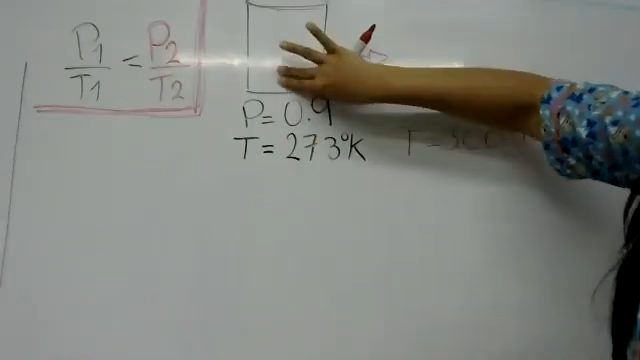 P₁/T₁ = P₂/T₂
P = 0.9
T = 273°K